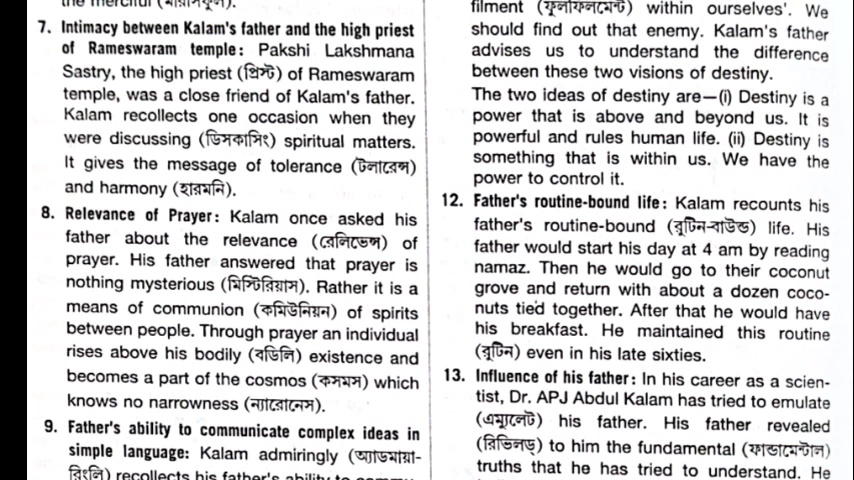 the merciful (মারসিফুল).
7. Intimacy between Kalam's father and the high priest
of Rameswaram temple: Pakshi Lakshmana
Sastry, the high priest (প্রিস্ট) of Rameswaram
temple, was a close friend of Kalam's father.
Kalam recollects one occasion when they
were discussing (ডিসকাসিং) spiritual matters.
It gives the message of tolerance (টলারেন্স)
and harmony (হারমনি).
8. Relevance of Prayer: Kalam once asked his
father about the relevance (রেলিভেন্স) of
prayer. His father answered that prayer is
nothing mysterious (মিস্টিরিয়াস). Rather it is a
means of communion (কমিউনিয়ন) of spirits
between people. Through prayer an individual
rises above his bodily (বডিলি) existence and
becomes a part of the cosmos (কসমস) which
knows no narrowness (ন্যারোনেস).
9. Father's ability to communicate complex ideas in
simple language: Kalam admiringly (অ্যাডমায়া-
রিংলি) recollects his father's ability to
filment (ফুলফিলমেন্ট) within ourselves'. We
should find out that enemy. Kalam's father
advises us to understand the difference
between these two visions of destiny.
The two ideas of destiny are—(i) Destiny is a
power that is above and beyond us. It is
powerful and rules human life. (ii) Destiny is
something that is within us. We have the
power to control it.
12. Father's routine-bound life: Kalam recounts his
father's routine-bound (রুটিন-বাউন্ড) life. His
father would start his day at 4 am by reading
namaz. Then he would go to their coconut
grove and return with about a dozen coco-
nuts tied together. After that he would have
his breakfast. He maintained this routine
(রুটিন) even in his late sixties.
13. Influence of his father: In his career as a scien-
tist, Dr. APJ Abdul Kalam has tried to emulate
(এম্যুলেট) his father. His father revealed
(রিভিলড্) to him the fundamental (ফান্ডামেন্টাল)
truths that he has tried to understand. He